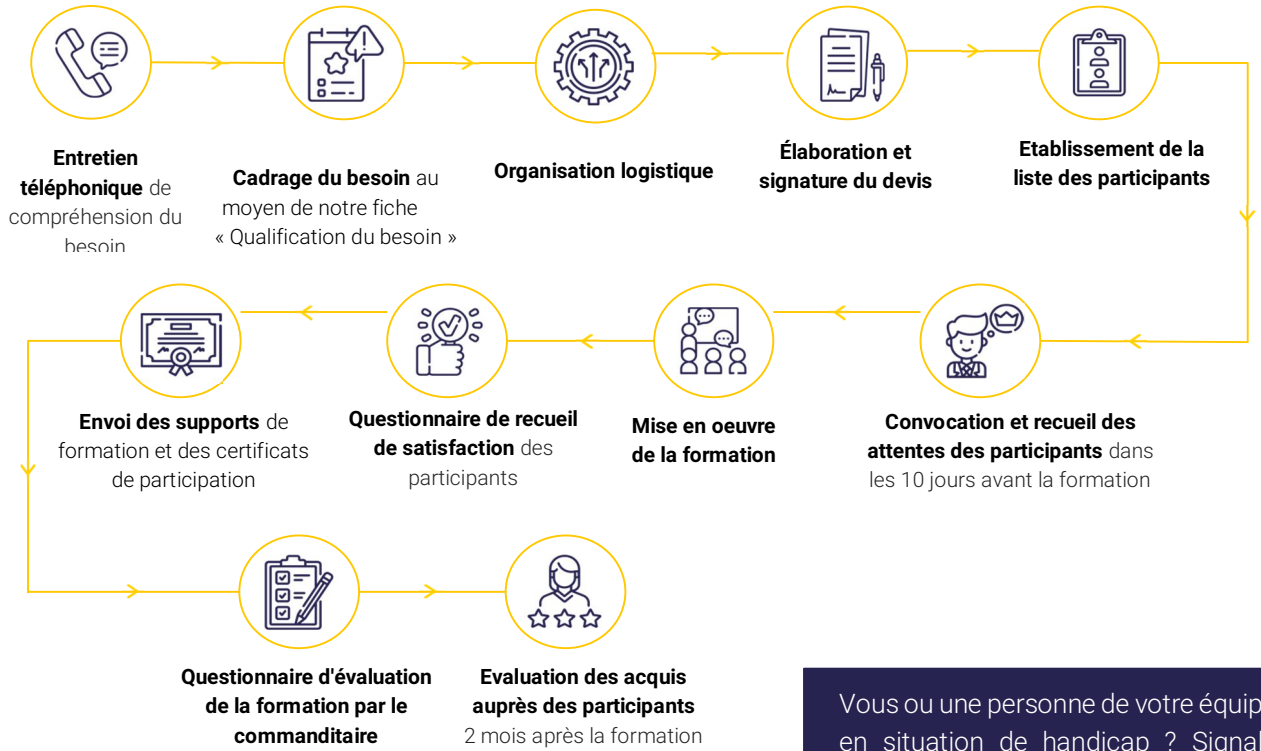 Entretien
téléphonique de
compréhension du
besoin
Cadrage du besoin au
moyen de notre fiche
« Qualification du besoin »
Organisation logistique
Élaboration et
signature du devis
Etablissement de la
liste des participants
Convocation et recueil des
attentes des participants dans
les 10 jours avant la formation
Mise en oeuvre
de la formation
Questionnaire de recueil
de satisfaction des
participants
Envoi des supports de
formation et des certificats
de participation
Questionnaire d'évaluation
de la formation par le
commanditaire
Evaluation des acquis
auprès des participants
2 mois après la formation
Vous ou une personne de votre équip
en situation de handicap ? Signal